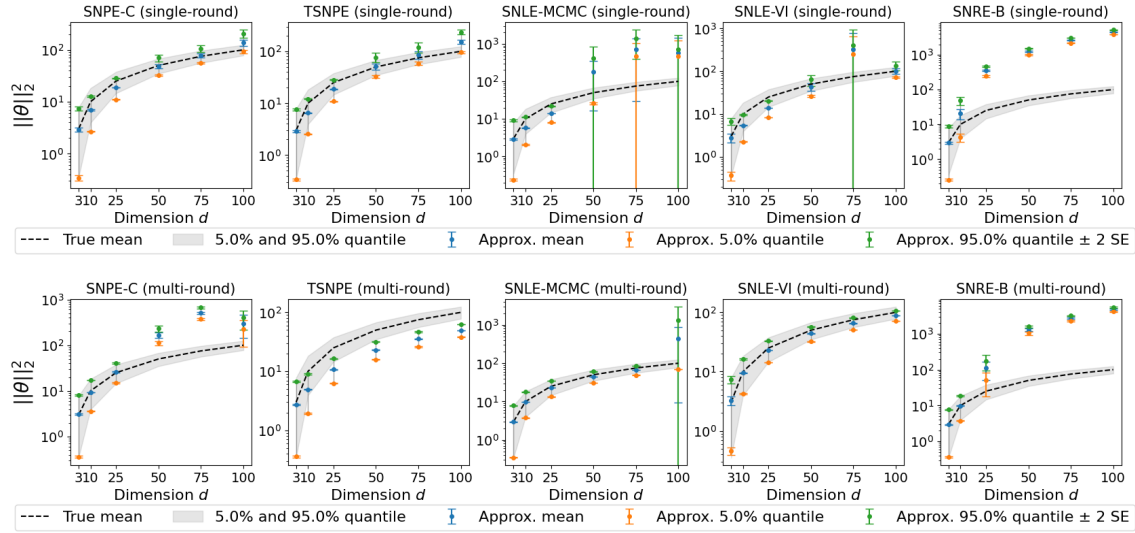 SNPE-C (single-round) TSNPE (single-round) SNLE-MCMC (single-round) SNLE-VI (single-round) SNRE-B (single-round)
||θ||₂²
10² 10¹ 10⁰
10² 10¹ 10⁰
10³ 10² 10¹ 10⁰
10³ 10² 10¹ 10⁰
10³ 10² 10¹ 10⁰
310 25 50 75 100 310 25 50 75 100 310 25 50 75 100 310 25 50 75 100 310 25 50 75 100
Dimension d Dimension d Dimension d Dimension d Dimension d
True mean 5.0% and 95.0% quantile Approx. mean Approx. 5.0% quantile Approx. 95.0% quantile ± 2 SE
SNPE-C (multi-round) TSNPE (multi-round) SNLE-MCMC (multi-round) SNLE-VI (multi-round) SNRE-B (multi-round)
||θ||₂²
10³ 10² 10¹ 10⁰
10² 10¹ 10⁰
10³ 10² 10¹ 10⁰
10² 10¹ 10⁰
10³ 10² 10¹ 10⁰
310 25 50 75 100 310 25 50 75 100 310 25 50 75 100 310 25 50 75 100 310 25 50 75 100
Dimension d Dimension d Dimension d Dimension d Dimension d
True mean 5.0% and 95.0% quantile Approx. mean Approx. 5.0% quantile Approx. 95.0% quantile ± 2 SE